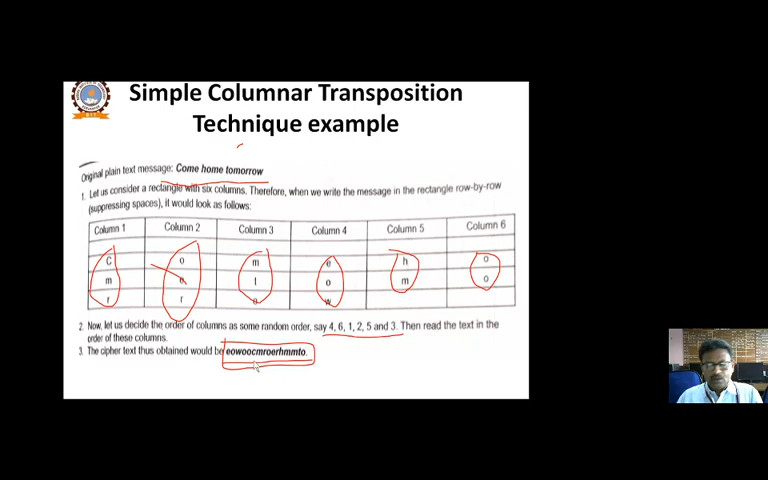 Simple Columnar Transposition
Technique example
Original plain text message: Come home tomorrow
1. Let us consider a rectangle with six columns. Therefore, when we write the message in the rectangle row-by-row
(suppressing spaces), it would look as follows:
Column 1 Column 2 Column 3 Column 4 Column 5 Column 6
C o m e h o
m e t o m o
r r o w
2. Now, let us decide the order of columns as some random order, say 4, 6, 1, 2, 5 and 3. Then read the text in the
order of these columns.
3. The cipher text thus obtained would be eowoocmroerhmmto.